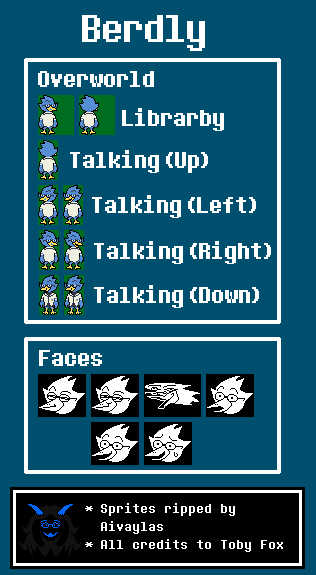 Berdly
Overworld
Librarby
Talking(Up)
Talking(Left)
Talking(Right)
Talking(Down)
Faces
* Sprites ripped by
Aivaylas
* All credits to Toby Fox